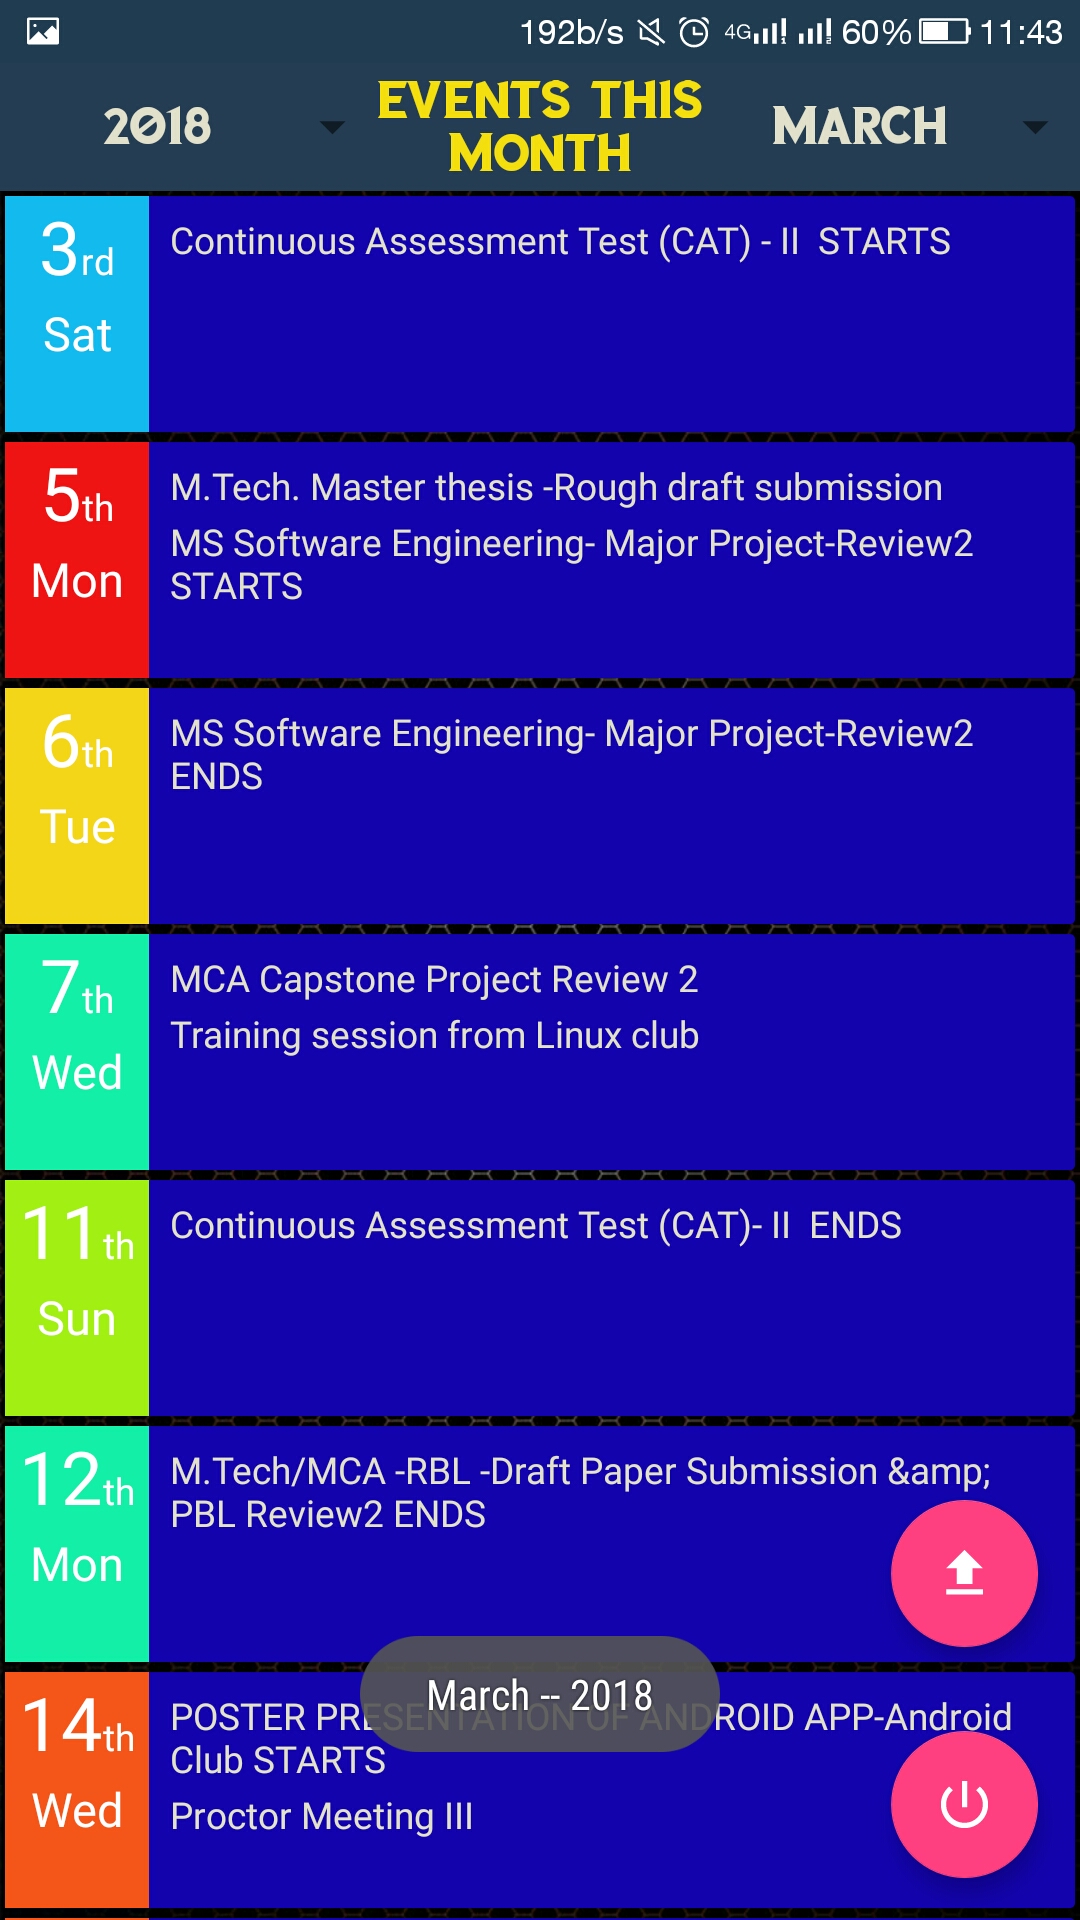 192b/s 4G 60% 11:43
2018 EVENTS THIS MONTH MARCH
3rd
Sat
Continuous Assessment Test (CAT) - II  STARTS
5th
Mon
M.Tech. Master thesis -Rough draft submission
MS Software Engineering- Major Project-Review2
STARTS
6th
Tue
MS Software Engineering- Major Project-Review2
ENDS
7th
Wed
MCA Capstone Project Review 2
Training session from Linux club
11th
Sun
Continuous Assessment Test (CAT)- II  ENDS
12th
Mon
M.Tech/MCA -RBL -Draft Paper Submission &amp;amp;
PBL Review2 ENDS
March -- 2018
14th
Wed
POSTER PRESENTATION OF ANDROID APP-Android
Club STARTS
Proctor Meeting III